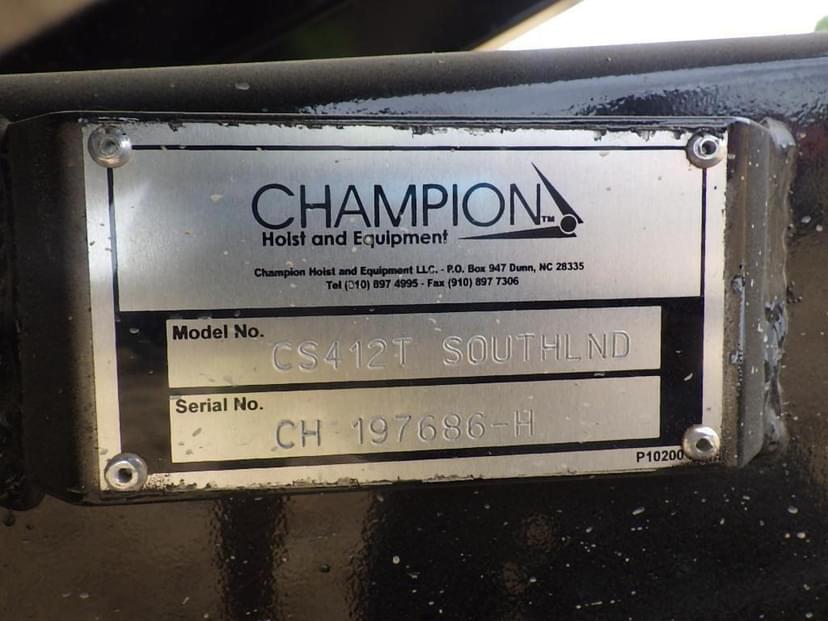 CHAMPION™
Hoist and Equipment
Champion Hoist and Equipment LLC. - P.O. Box 947 Dunn, NC 28335
Tel (910) 897 4995 - Fax (910) 897 7306
Model No. CS412T SOUTHLND
Serial No. CH 197686-H
P10200